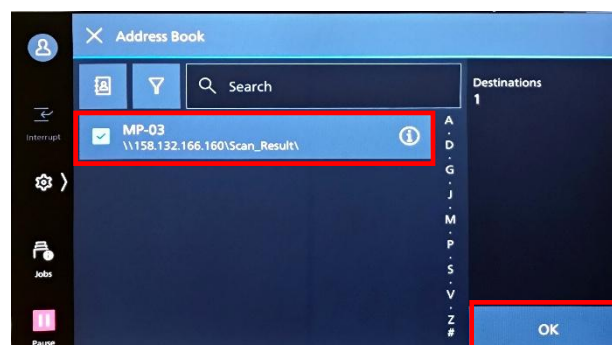 Address Book
Search
Destinations
1
MP-03
\\158.132.166.160\Scan_Result\
Interrupt
Jobs
Pause
A
D
G
J
M
P
S
V
Z
#
OK